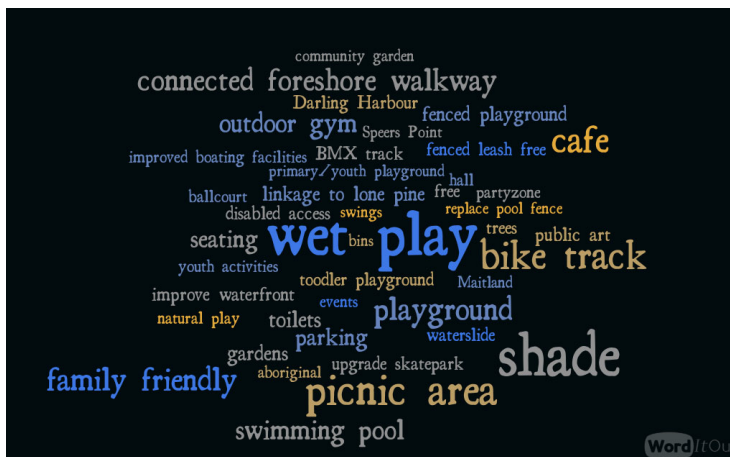 community garden
connected foreshore walkway
Darling Harbour
fenced playground
outdoor gym
Speers Point
cafe
improved boating facilities
BMX track
fenced leash free
primary/youth playground
hall
ballcourt
linkage to lone pine
free
partyzone
disabled access
swings
replace pool fence
seating
wet play
bins
trees
public art
bike track
youth activities
toodler playground
Maitland
improve waterfront
events
playground
natural play
toilets
parking
waterslide
gardens
shade
family friendly
aboriginal
upgrade skatepark
picnic area
swimming pool
WordItOu